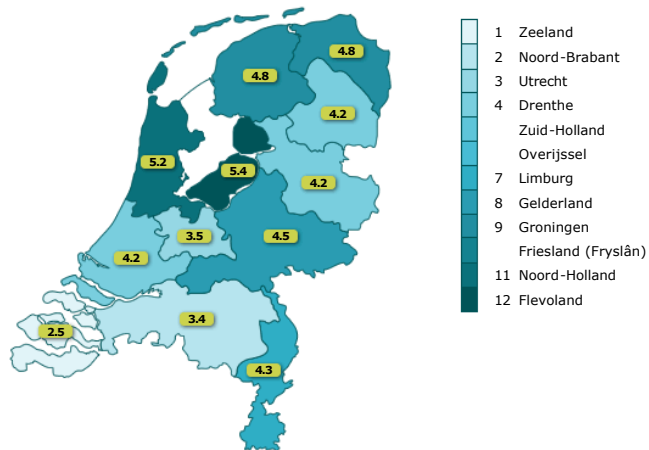 4.8
4.8
4.2
5.2
5.4
4.2
3.5
4.5
4.2
3.4
2.5
4.3
1 Zeeland
2 Noord-Brabant
3 Utrecht
4 Drenthe
Zuid-Holland
Overijssel
7 Limburg
8 Gelderland
9 Groningen
Friesland (Fryslân)
11 Noord-Holland
12 Flevoland